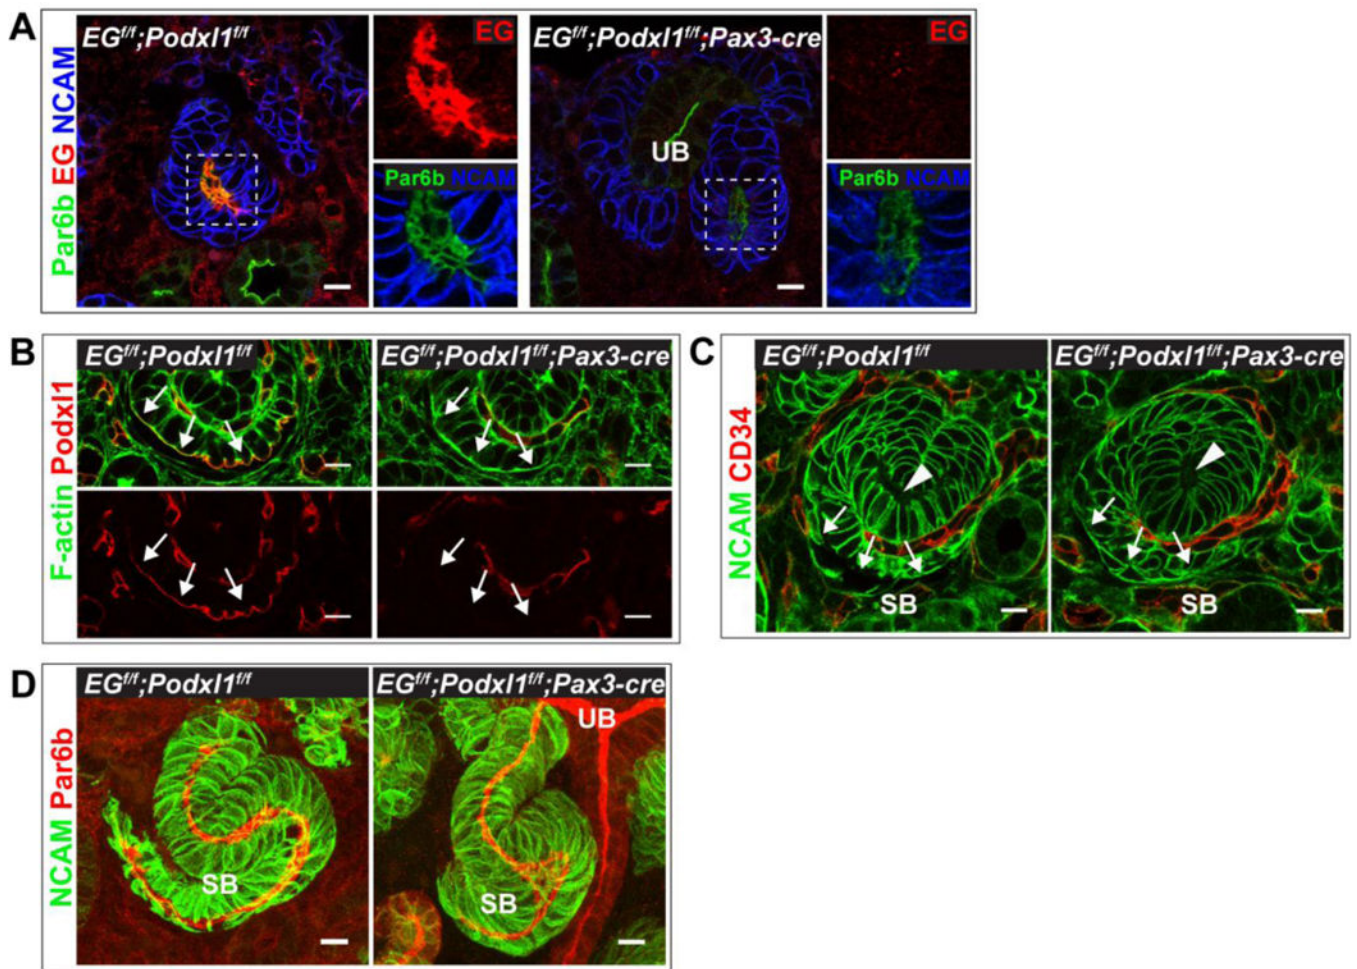 A
Par6b EG NCAM
EGf/f;Podxl1f/f
EG
Par6b NCAM
EGf/f;Podxl1f/f;Pax3-cre
UB
EG
Par6b NCAM
B
F-actin Podxl1
EGf/f;Podxl1f/f
EGf/f;Podxl1f/f;Pax3-cre
C
NCAM CD34
EGf/f;Podxl1f/f
SB
EGf/f;Podxl1f/f;Pax3-cre
SB
D
NCAM Par6b
EGf/f;Podxl1f/f
SB
EGf/f;Podxl1f/f;Pax3-cre
UB
SB